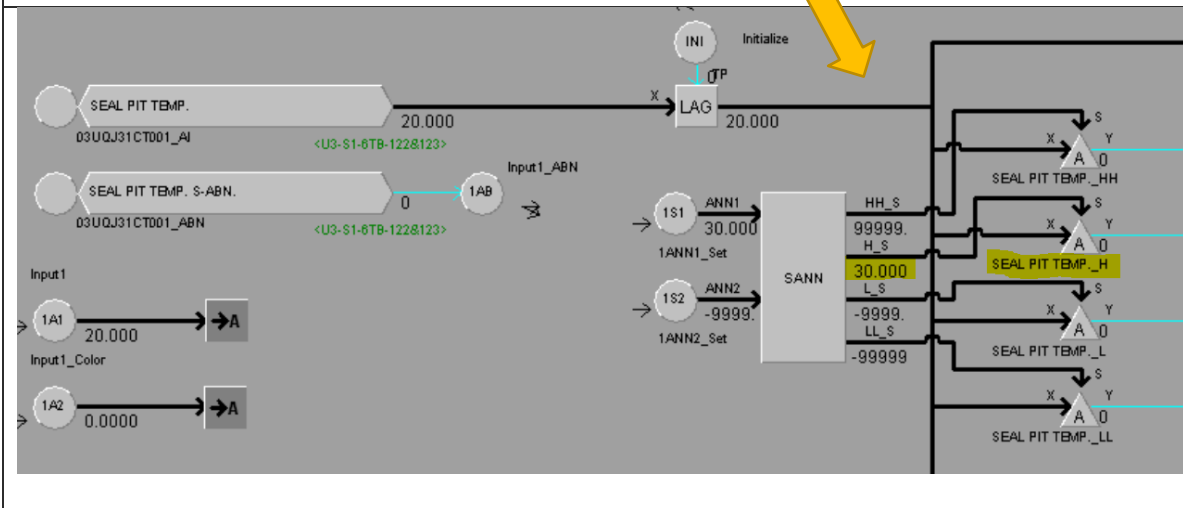 INI
Initialize
0
TP
SEAL PIT TEMP.
X
LAG
20.000
20.000
03UQJ31CT001_AI
<U3-S1-6TB-122&123>
S
X
Y
A
0
SEAL PIT TEMP._HH
Input1_ABN
SEAL PIT TEMP. S-ABN.
0
1AB
03UQJ31CT001_ABN
<U3-S1-6TB-122&123>
1S1
ANN1
30.000
1ANN1_Set
HH_S
99999.
H_S
30.000
S
X
Y
A
0
SEAL PIT TEMP._H
SANN
Input1
1A1
20.000
A
1S2
ANN2
-9999.
1ANN2_Set
L_S
-9999.
LL_S
-99999
S
X
Y
A
0
SEAL PIT TEMP._L
Input1_Color
1A2
0.0000
A
S
X
Y
A
0
SEAL PIT TEMP._LL